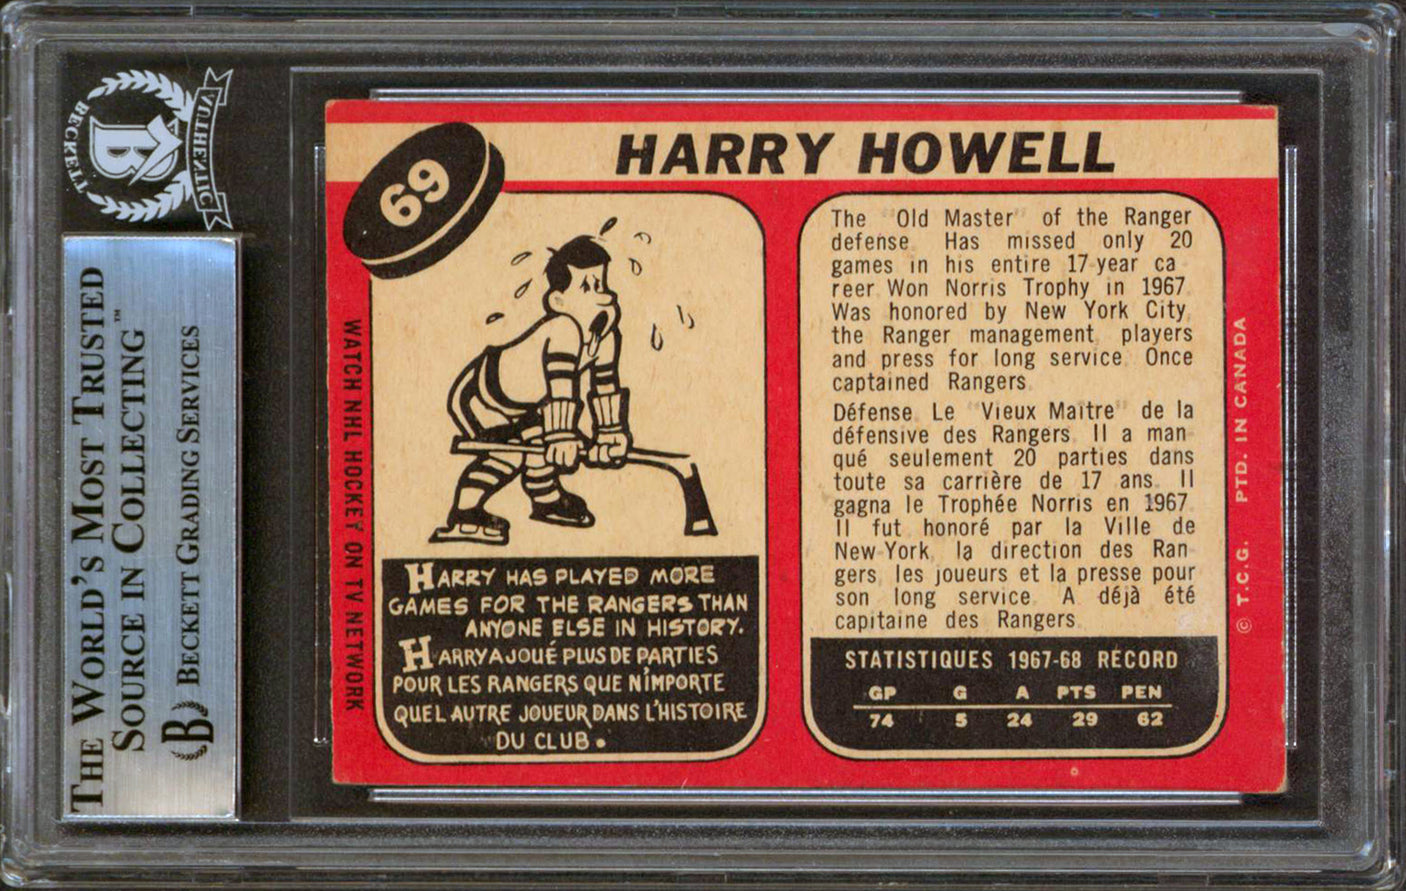 BECKETT
AUTHENTIC
B
THE WORLD'S MOST TRUSTED
SOURCE IN COLLECTING™
B BECKETT GRADING SERVICES
69
HARRY HOWELL
WATCH NHL HOCKEY ON TV NETWORK
HARRY HAS PLAYED MORE
GAMES FOR THE RANGERS THAN
ANYONE ELSE IN HISTORY.
HARRY A JOUÉ PLUS DE PARTIES
POUR LES RANGERS QUE N'IMPORTE
QUEL AUTRE JOUEUR DANS L'HISTOIRE
DU CLUB.
The "Old Master" of the Ranger
defense. Has missed only 20
games in his entire 17-year ca-
reer. Won Norris Trophy in 1967.
Was honored by New York City,
the Ranger management, players
and press for long service. Once
captained Rangers.
Défense. Le "Vieux Maitre" de la
défensive des Rangers. Il a man-
qué seulement 20 parties dans
toute sa carrière de 17 ans. Il
gagna le Trophée Norris en 1967.
Il fut honoré par la Ville de
New-York, la direction des Ran-
gers, les joueurs et la presse pour
son long service. A déjà été
capitaine des Rangers.
STATISTIQUES 1967-68 RECORD
GP G A PTS PEN
74 5 24 29 62
© T.C.G. PTD. IN CANADA